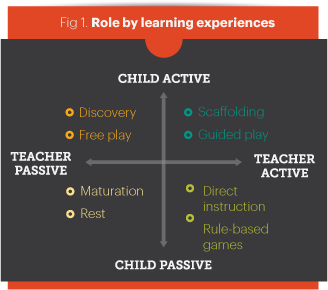 Fig 1. Role by learning experiences
CHILD ACTIVE
Discovery
Free play
Scaffolding
Guided play
TEACHER
PASSIVE
TEACHER
ACTIVE
Maturation
Rest
Direct
instruction
Rule-based
games
CHILD PASSIVE